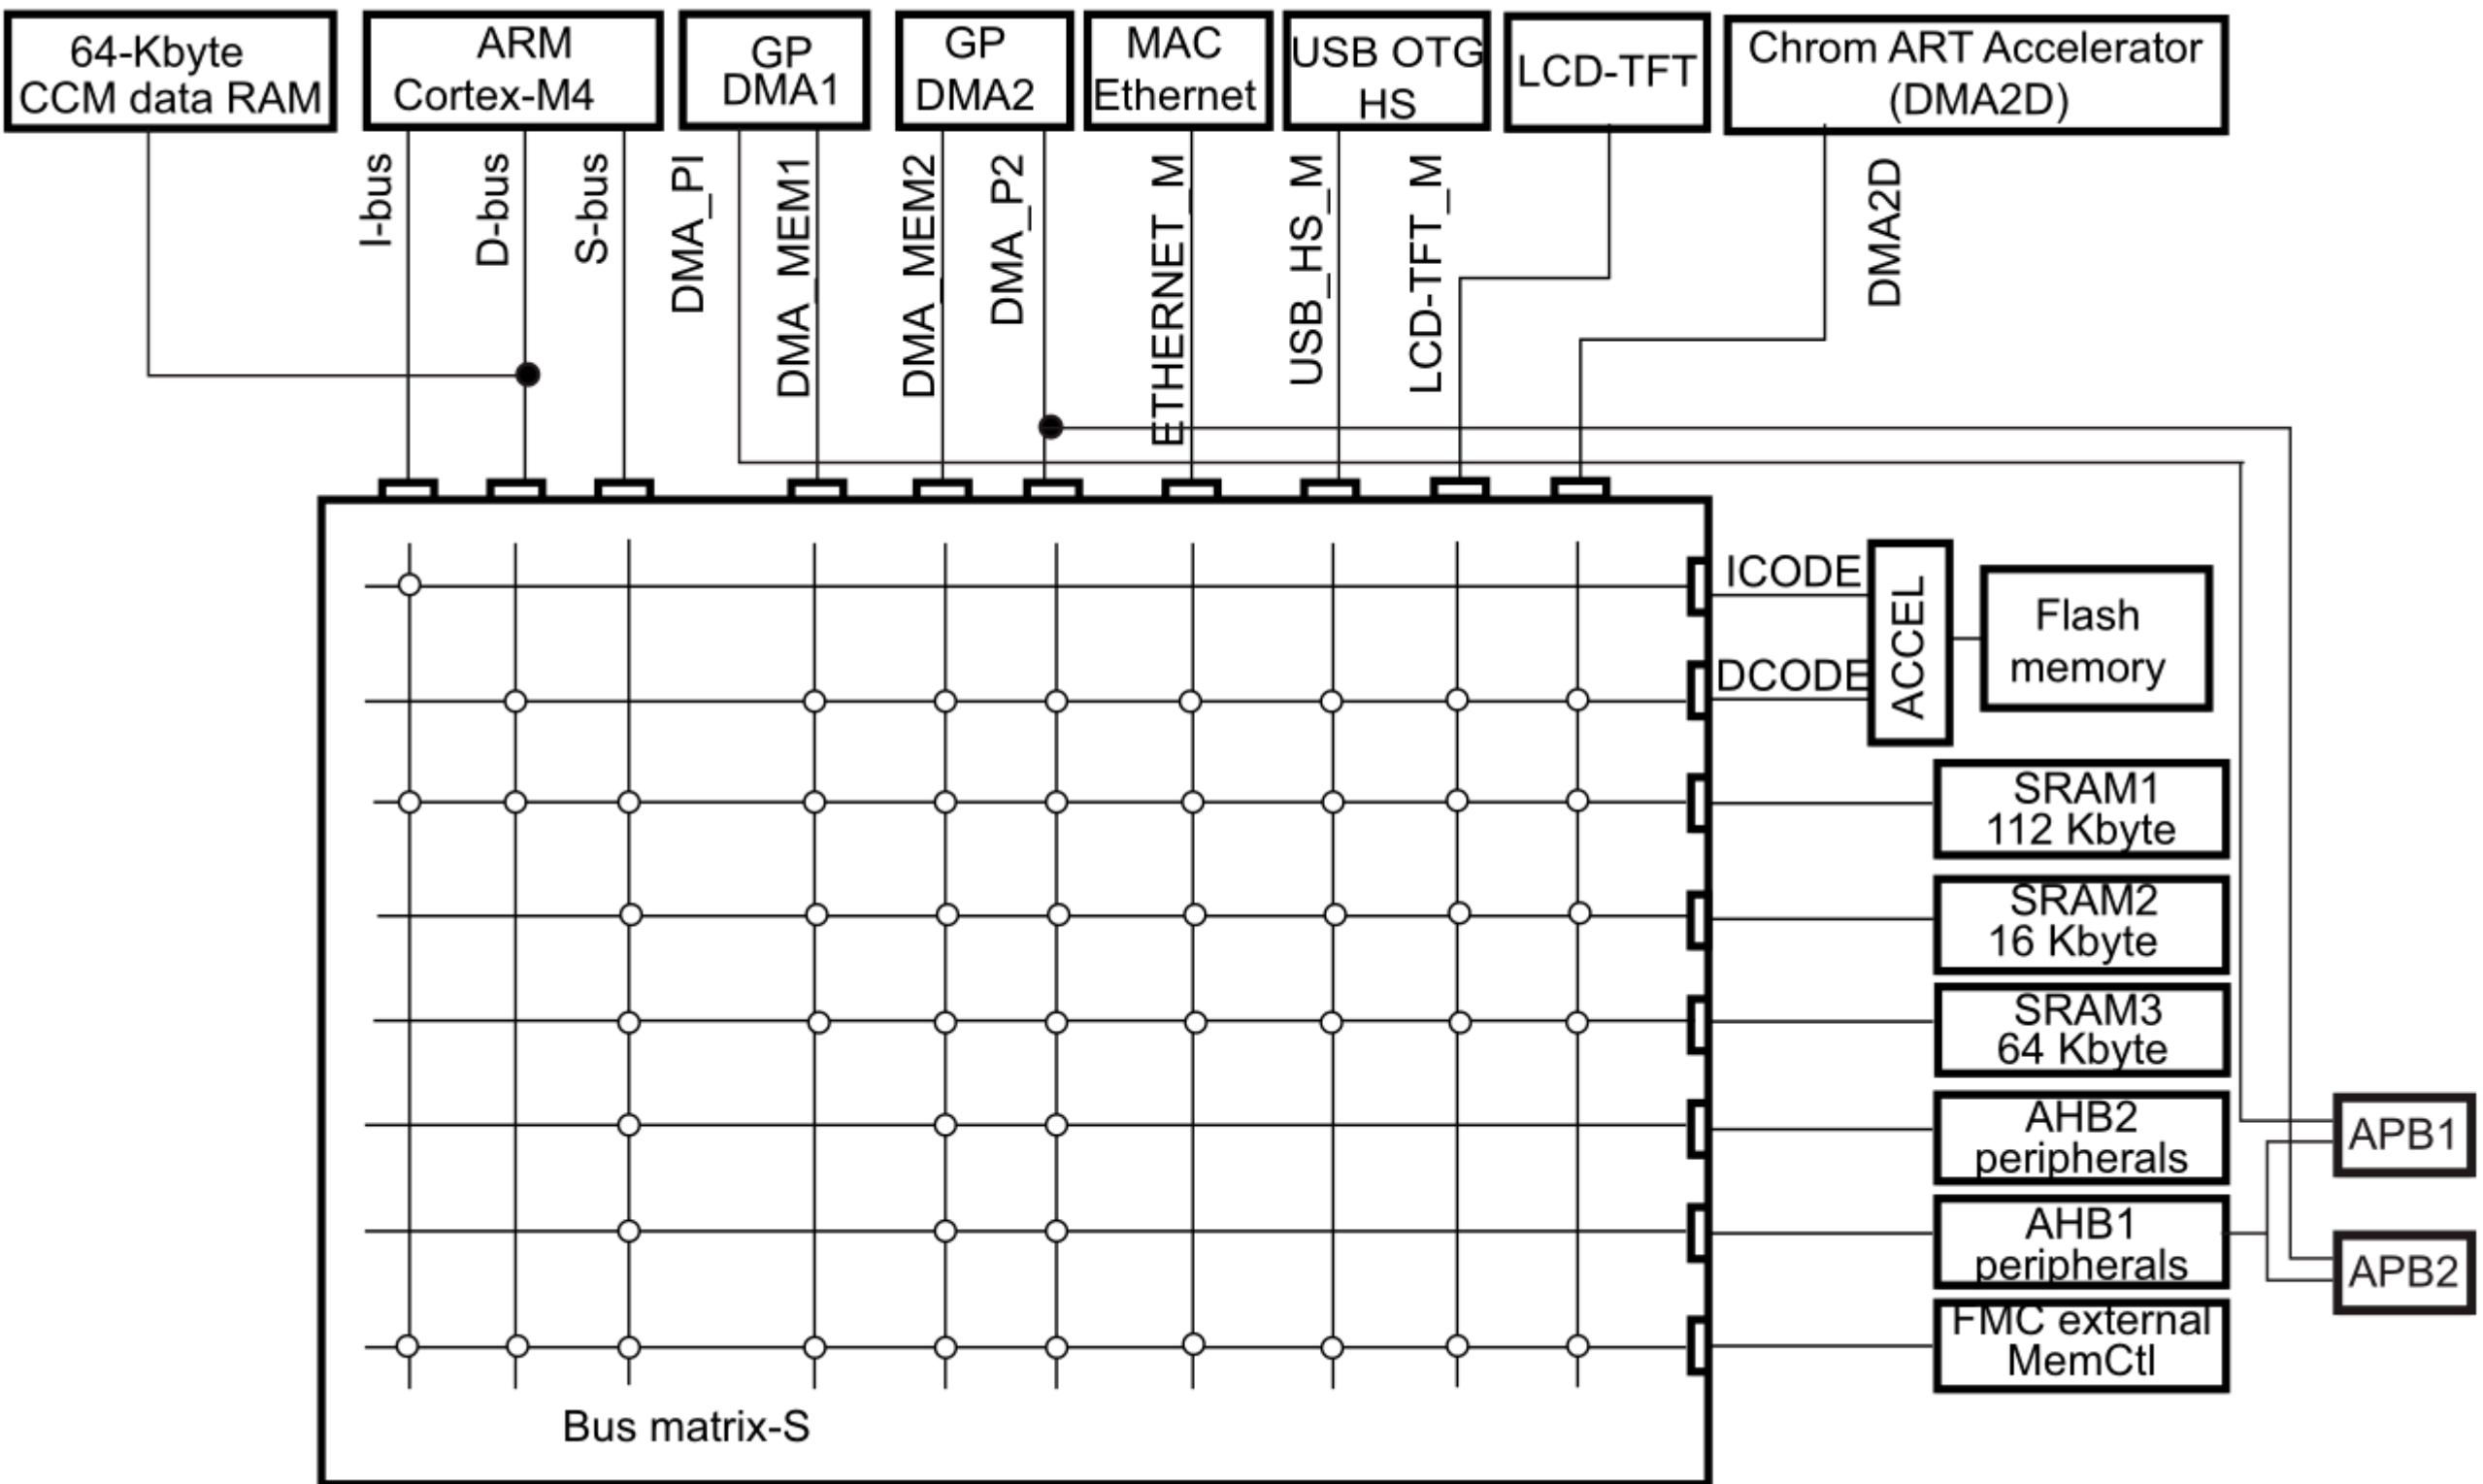 64-Kbyte
CCM data RAM
ARM
Cortex-M4
GP
DMA1
GP
DMA2
MAC
Ethernet
USB OTG
HS
LCD-TFT
Chrom ART Accelerator
(DMA2D)
I-bus
D-bus
S-bus
DMA_PI
DMA_MEM1
DMA_MEM2
DMA_P2
ETHERNET_M
USB_HS_M
LCD-TFT_M
DMA2D
ICODE
DCODE
ACCEL
Flash
memory
SRAM1
112 Kbyte
SRAM2
16 Kbyte
SRAM3
64 Kbyte
AHB2
peripherals
AHB1
peripherals
FMC external
MemCtl
APB1
APB2
Bus matrix-S